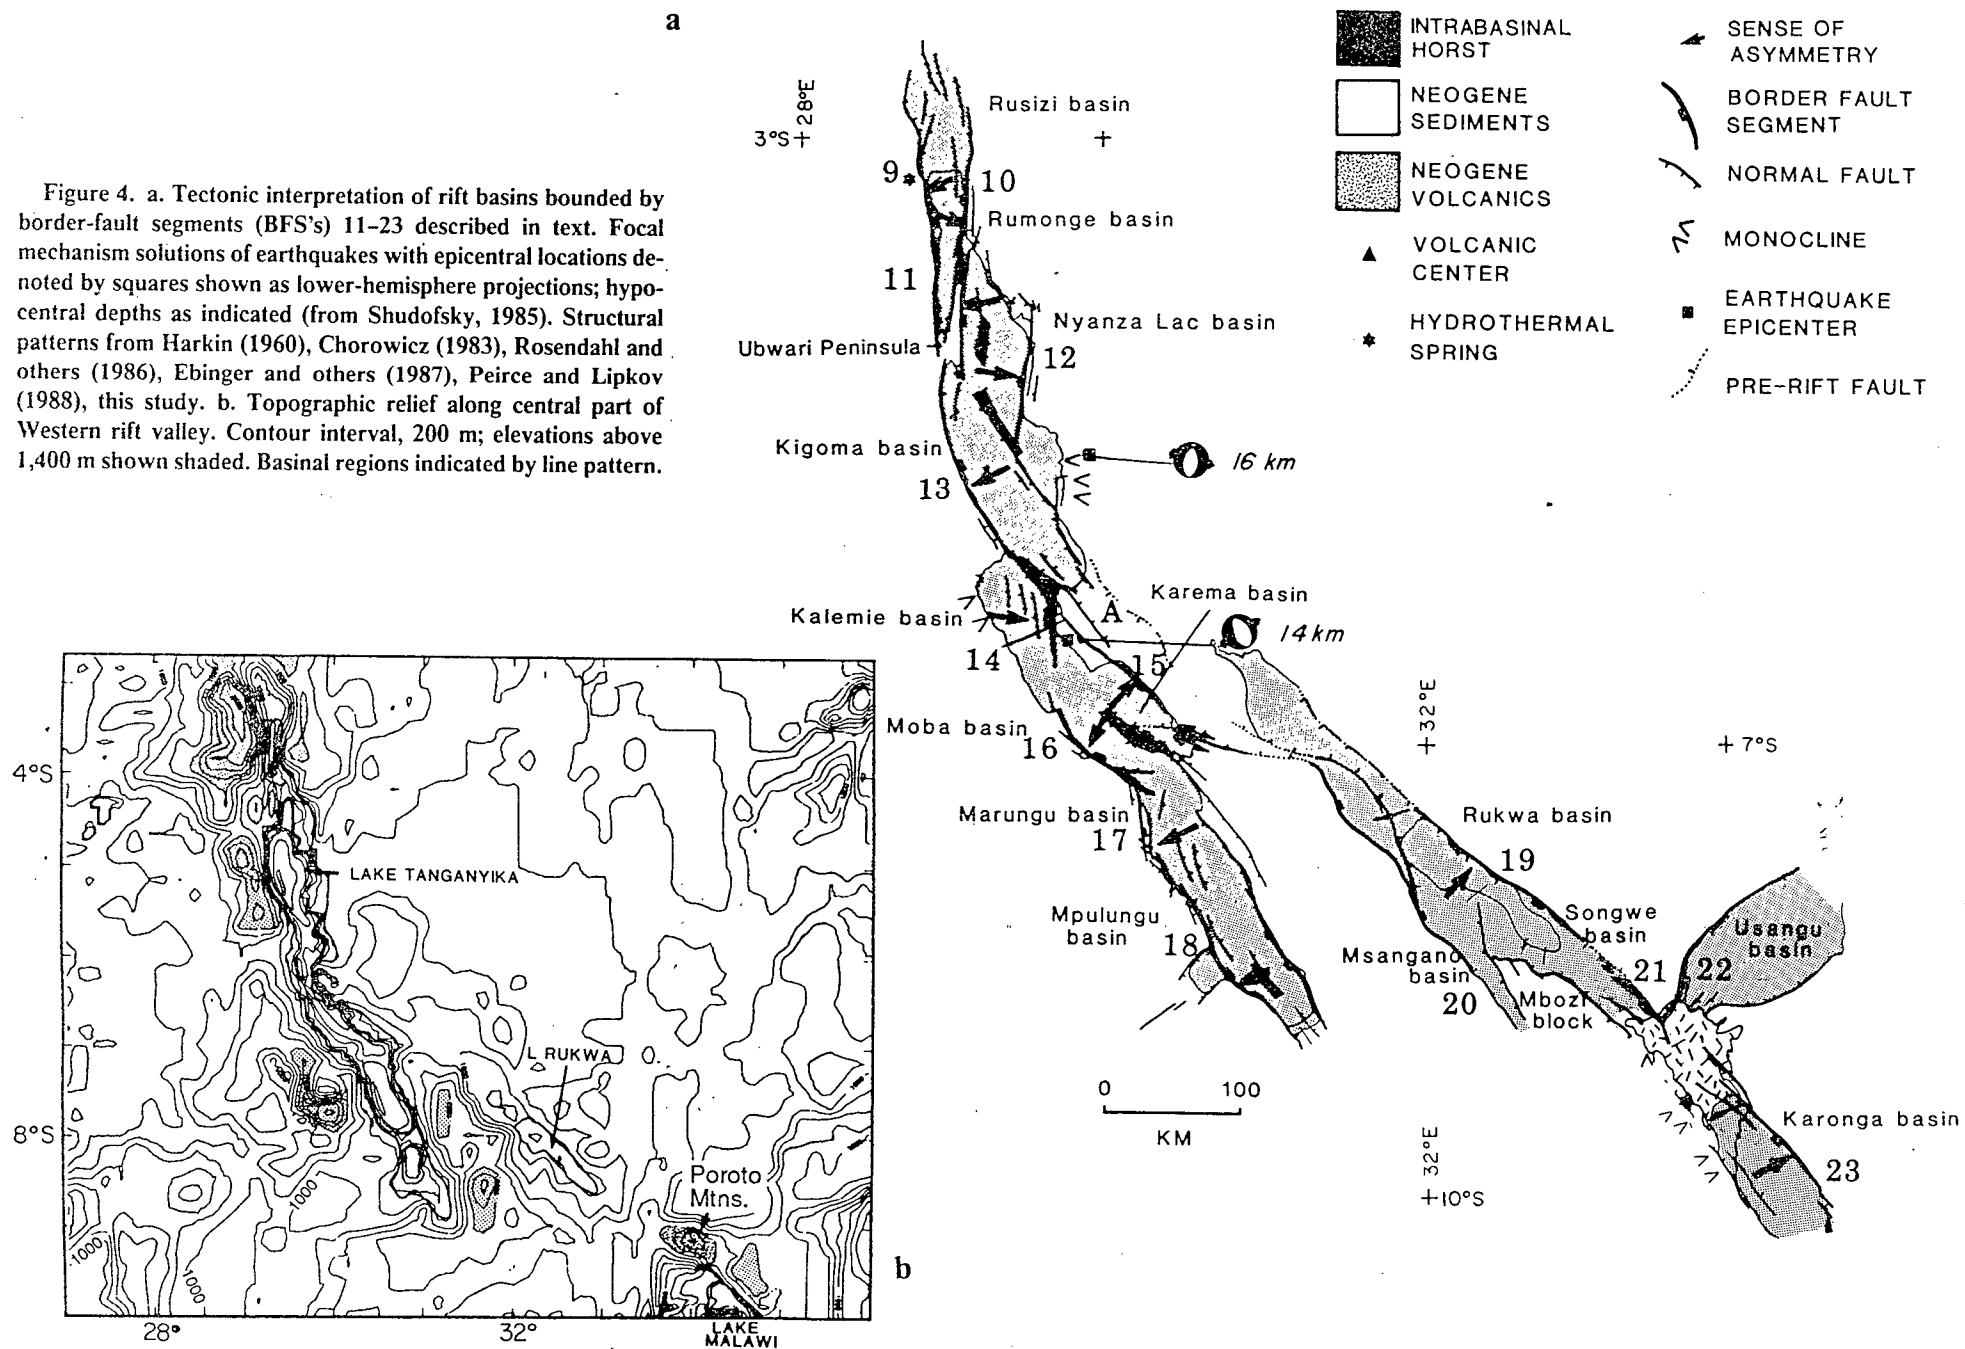 a
Figure 4. a. Tectonic interpretation of rift basins bounded by
border-fault segments (BFS's) 11–23 described in text. Focal
mechanism solutions of earthquakes with epicentral locations de-
noted by squares shown as lower-hemisphere projections; hypo-
central depths as indicated (from Shudofsky, 1985). Structural
patterns from Harkin (1960), Chorowicz (1983), Rosendahl and
others (1986), Ebinger and others (1987), Peirce and Lipkov
(1988), this study. b. Topographic relief along central part of
Western rift valley. Contour interval, 200 m; elevations above
1,400 m shown shaded. Basinal regions indicated by line pattern.
INTRABASINAL
HORST
NEOGENE
SEDIMENTS
NEOGENE
VOLCANICS
VOLCANIC
CENTER
HYDROTHERMAL
SPRING
SENSE OF
ASYMMETRY
BORDER FAULT
SEGMENT
NORMAL FAULT
MONOCLINE
EARTHQUAKE
EPICENTER
PRE-RIFT FAULT
28°E
3°S
Rusizi basin
9
10
Rumonge basin
11
Nyanza Lac basin
Ubwari Peninsula
12
Kigoma basin
16 km
13
Karema basin
Kalemie basin
A
14 km
14
15
32°E
Moba basin
16
7°S
Marungu basin
17
Rukwa basin
19
Mpulungu
basin
18
Songwe
basin
Usangu
basin
Msangano
basin
20
21
22
Mbozi
block
0 100
KM
Karonga basin
23
32°E
10°S
4°S
LAKE TANGANYIKA
L RUKWA
8°S
Poroto
Mtns.
1000
1000
1000
28°
32°
LAKE
MALAWI
b